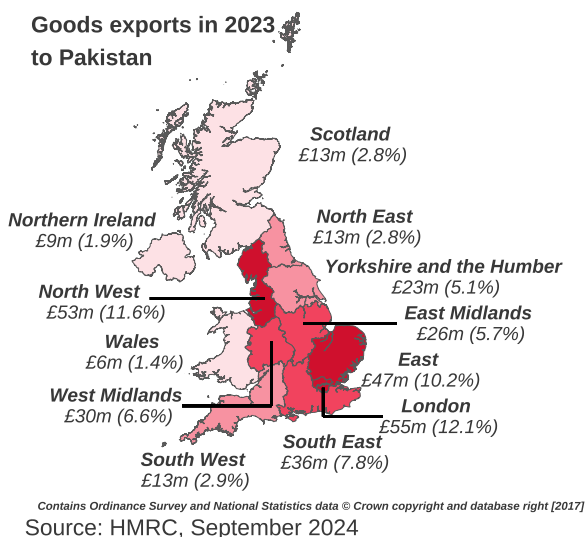 Goods exports in 2023
to Pakistan
Scotland
£13m (2.8%)
Northern Ireland
£9m (1.9%)
North East
£13m (2.8%)
Yorkshire and the Humber
£23m (5.1%)
North West
£53m (11.6%)
East Midlands
£26m (5.7%)
Wales
£6m (1.4%)
East
£47m (10.2%)
West Midlands
£30m (6.6%)
London
£55m (12.1%)
South East
£36m (7.8%)
South West
£13m (2.9%)
Contains Ordinance Survey and National Statistics data © Crown copyright and database right [2017]
Source: HMRC, September 2024